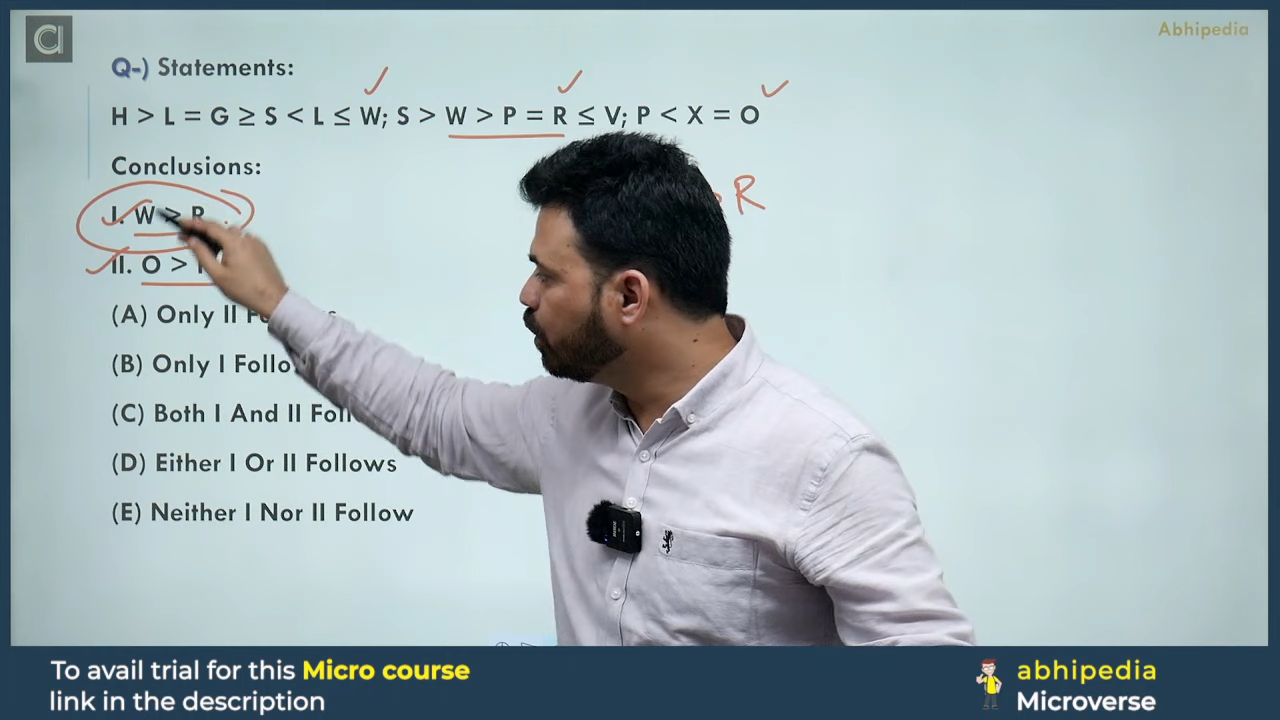 Abhipedia
Q-) Statements:
H > L = G ≥ S < L ≤ W; S > W > P = R ≤ V; P < X = O
Conclusions:
R
I. W > R
II. O >
(A) Only II
(B) Only I
(C) Both I And II
(D) Either I Or II Follows
(E) Neither I Nor II Follow
To avail trial for this Micro course
link in the description
abhipedia
Microverse